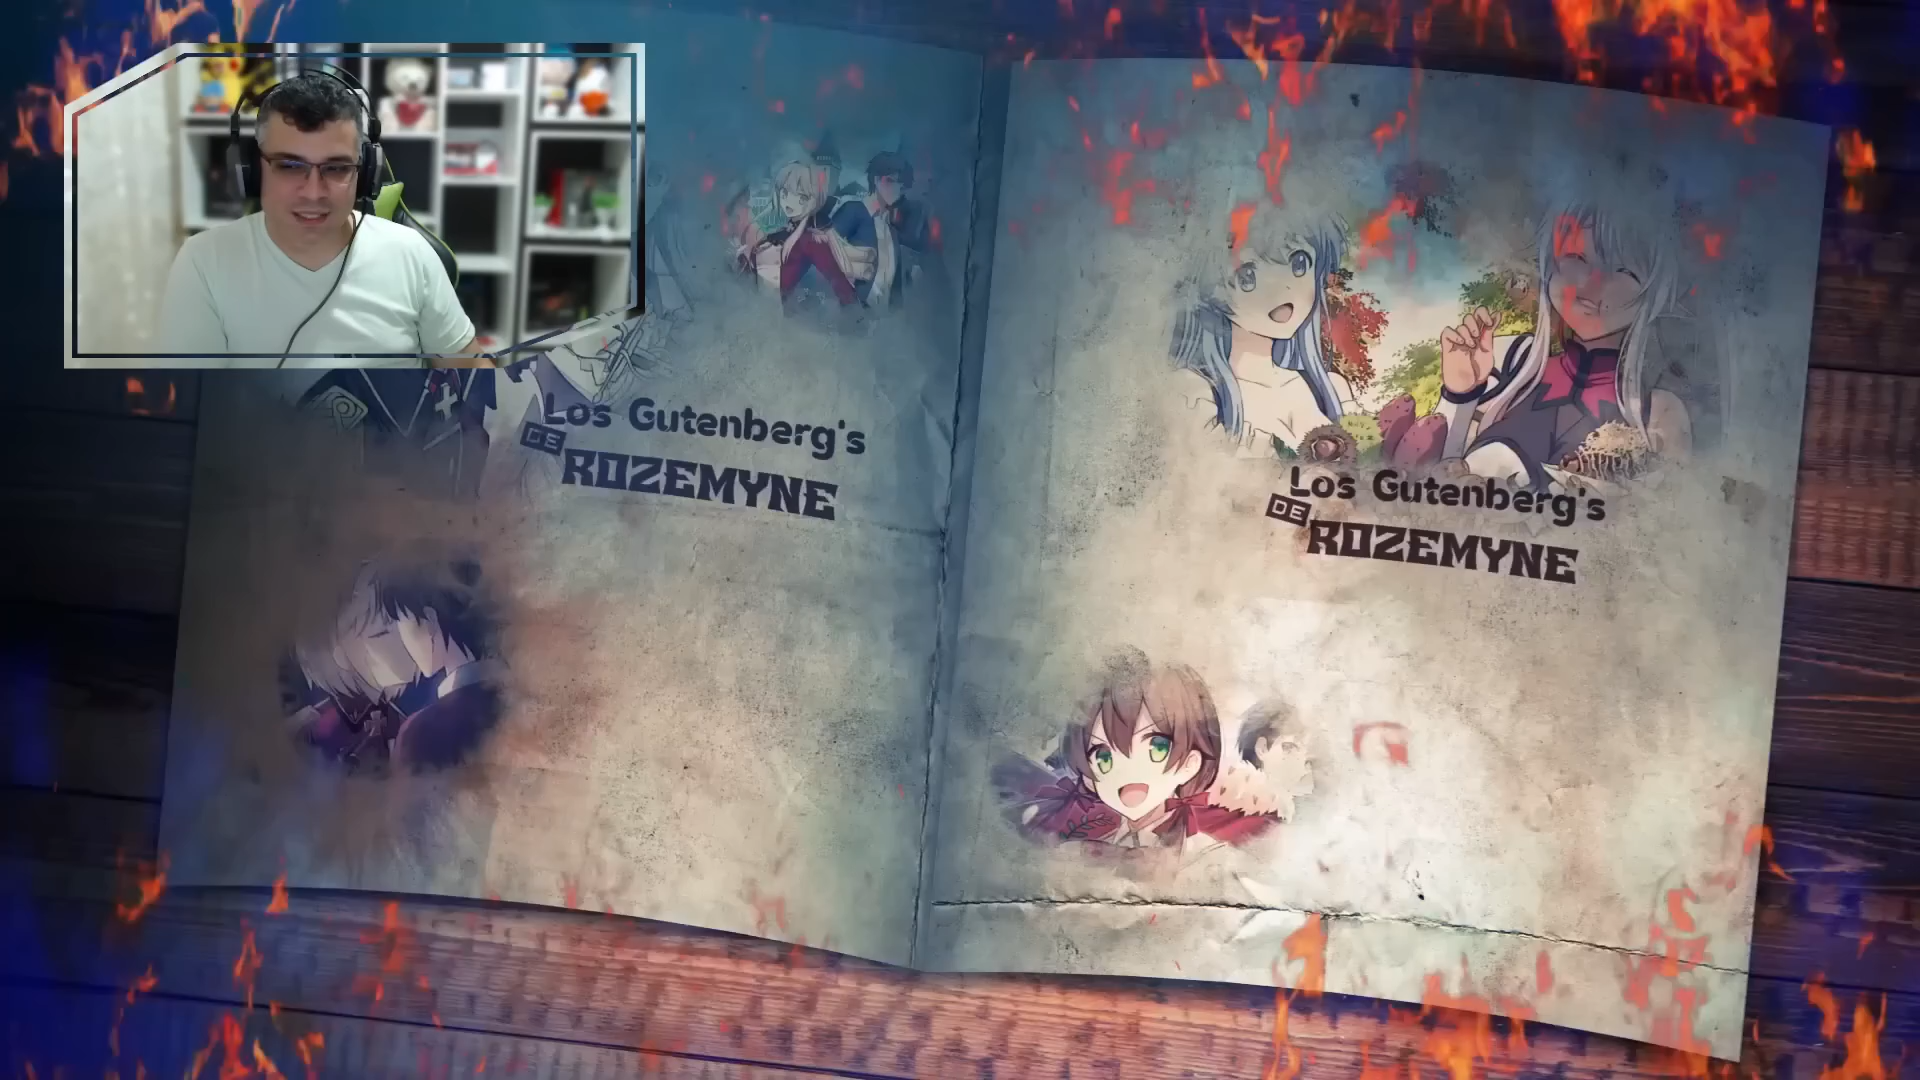 Los Gutenberg's
DE
ROZEMYNE
Los Gutenberg's
DE
ROZEMYNE